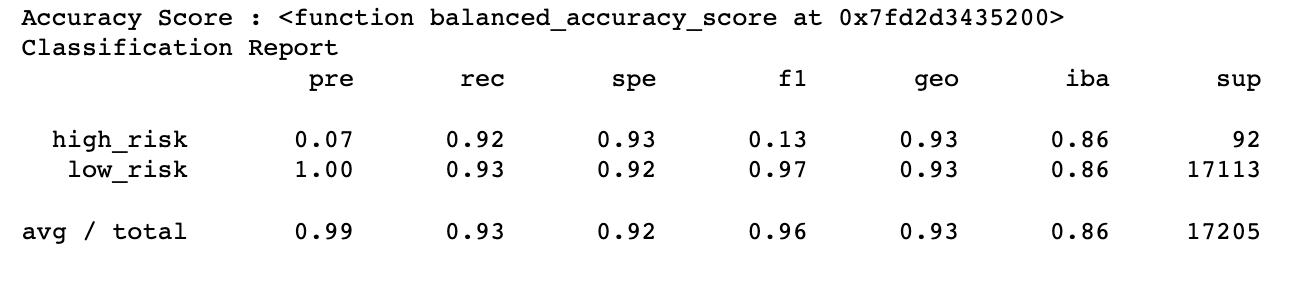 Accuracy Score : <function balanced_accuracy_score at 0x7fd2d3435200>
Classification Report
                   pre       rec       spe        f1       geo       iba       sup

  high_risk       0.07      0.92      0.93      0.13      0.93      0.86        92
   low_risk       1.00      0.93      0.92      0.97      0.93      0.86     17113

avg / total       0.99      0.93      0.92      0.96      0.93      0.86     17205